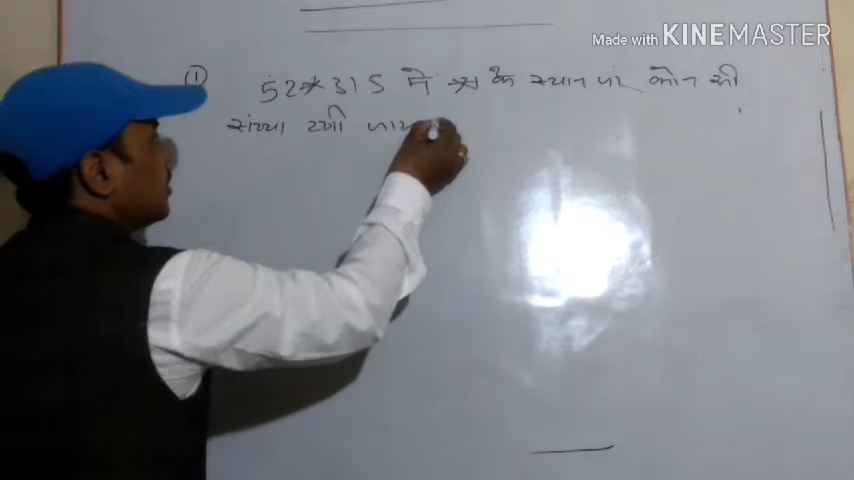 Made with KINEMASTER
① 52*315 में * के स्थान पर कौन सी
संख्या रखी जाय